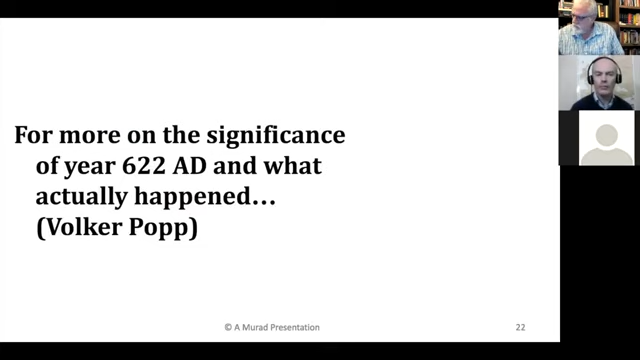 For more on the significance
of year 622 AD and what
actually happened…
(Volker Popp)
© A Murad Presentation
22